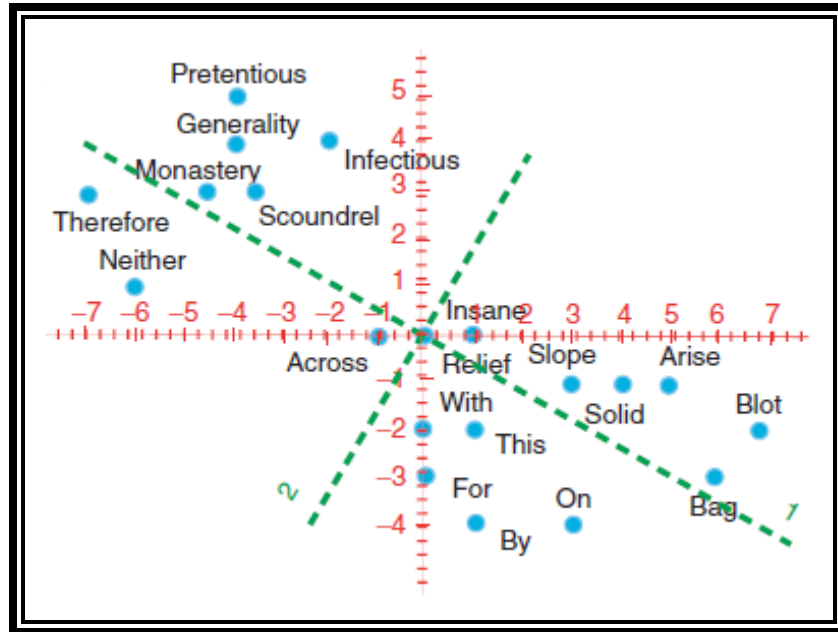 Pretentious
5
Generality
4
Infectious
Monastery
3
Therefore
Scoundrel
2
Neither
1
Insane
–7 –6 –5 –4 –3 –2 –1 1 2 3 4 5 6 7
Across
Relief
Slope
Arise
–1
With
Solid
Blot
–2
This
–3
2
For
On
Bag
1
–4
By